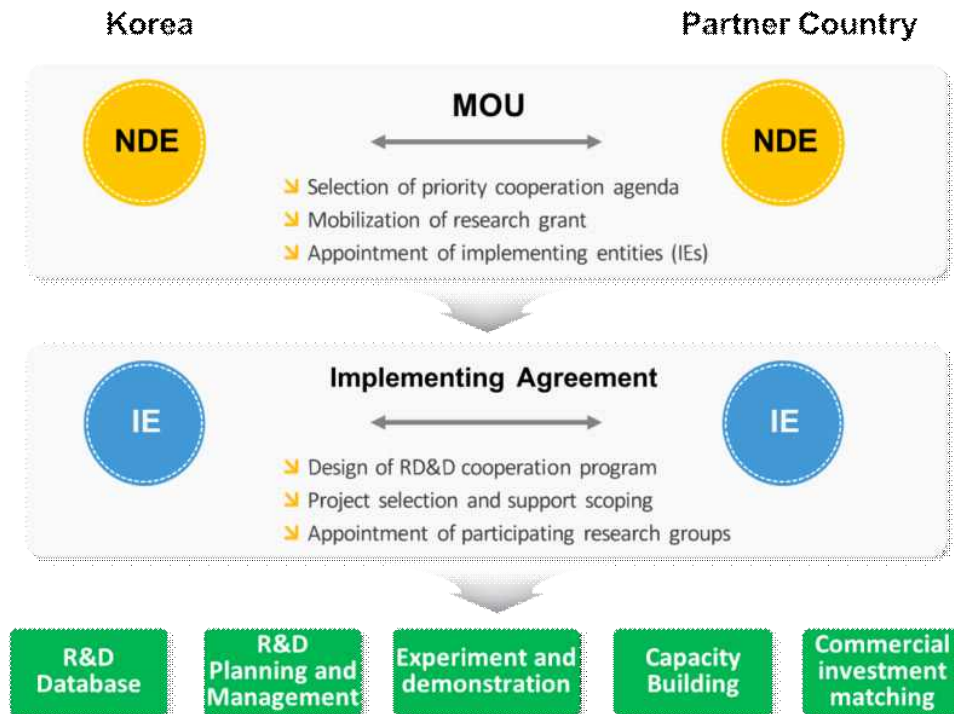 Korea
Partner Country
NDE
MOU
NDE
Selection of priority cooperation agenda
Mobilization of research grant
Appointment of implementing entities (IEs)
IE
Implementing Agreement
IE
Design of RD&D cooperation program
Project selection and support scoping
Appointment of participating research groups
R&D
Database
R&D
Planning and
Management
Experiment and
demonstration
Capacity
Building
Commercial
investment
matching